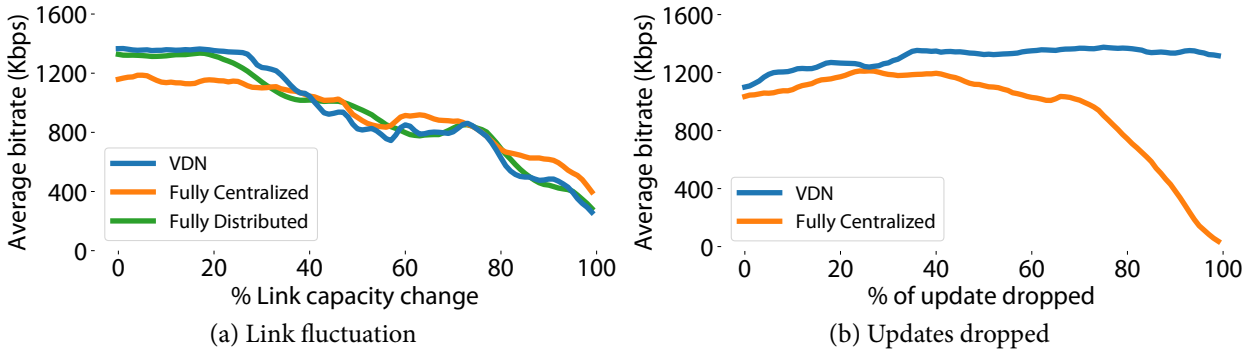 Average bitrate (Kbps)
1600
1200
800
400
0
VDN
Fully Centralized
Fully Distributed
0 20 40 60 80 100
% Link capacity change
(a) Link fluctuation
Average bitrate (Kbps)
1600
1200
800
400
0
VDN
Fully Centralized
0 20 40 60 80 100
% of update dropped
(b) Updates dropped